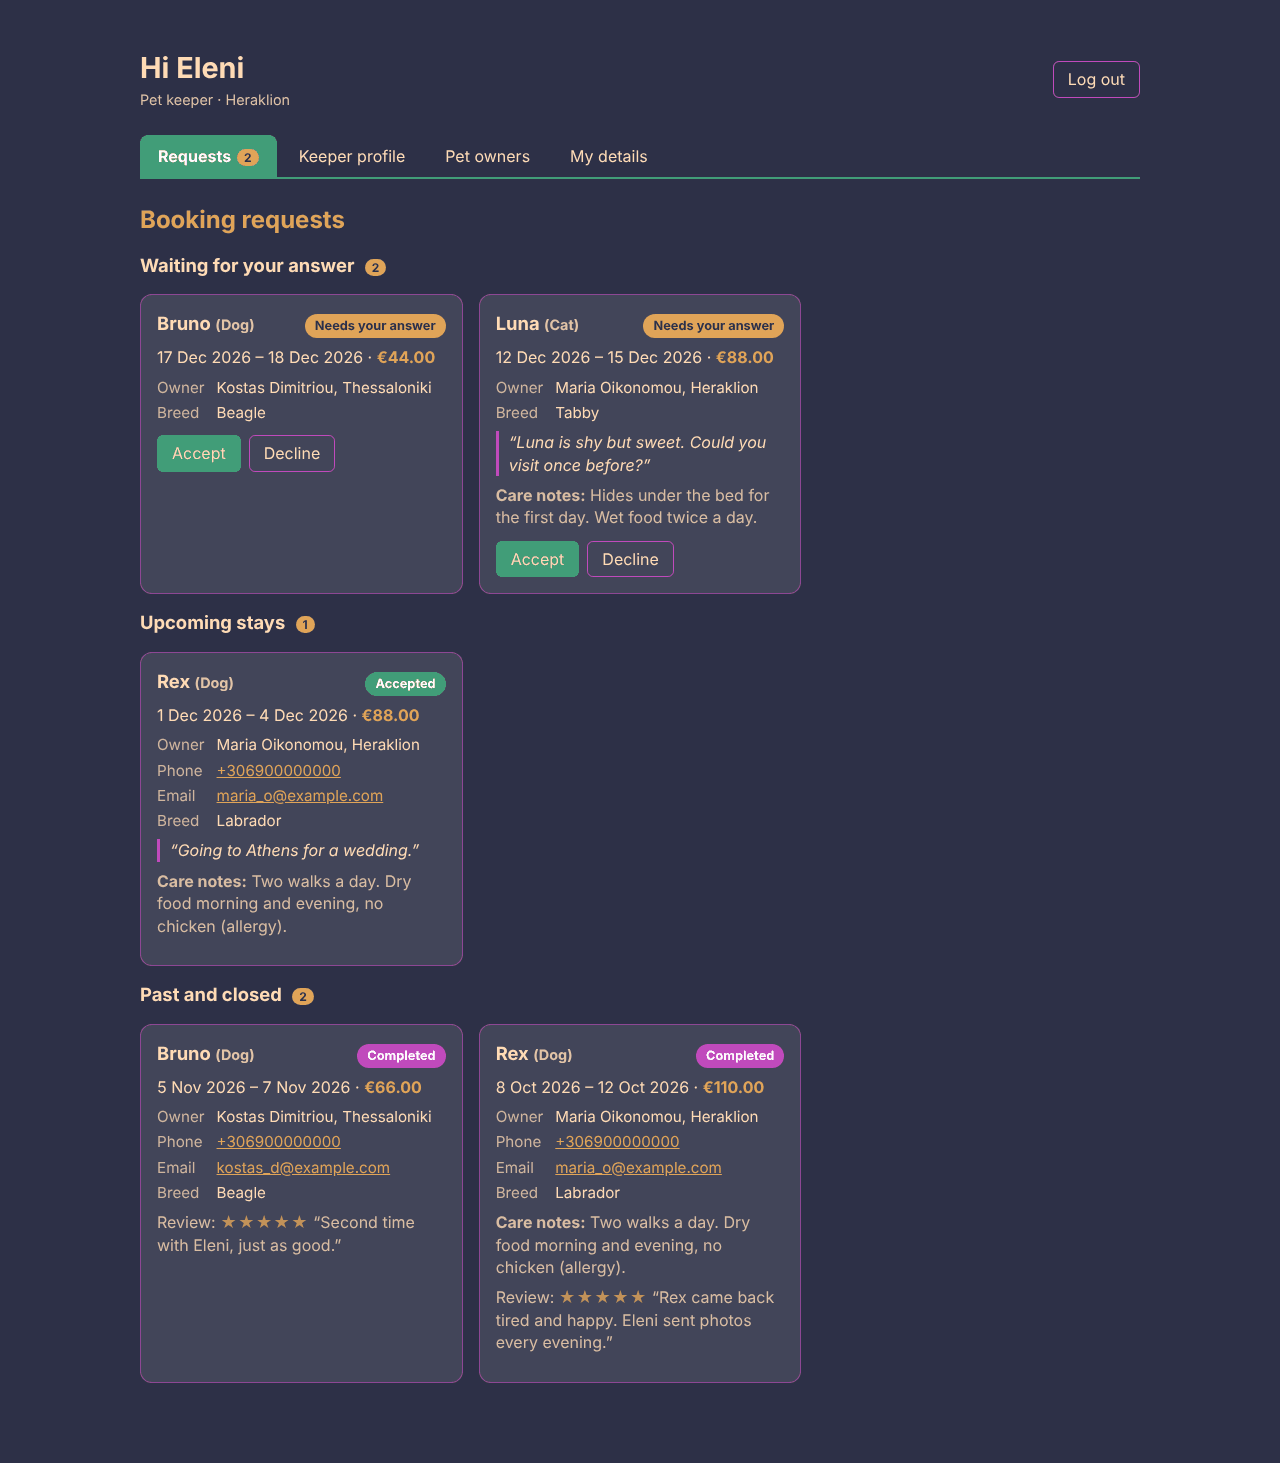 Hi Eleni
Pet keeper · Heraklion
Log out
Requests 2
Keeper profile
Pet owners
My details
Booking requests
Waiting for your answer 2
Bruno (Dog)
Needs your answer
17 Dec 2026 – 18 Dec 2026 · €44.00
Owner Kostas Dimitriou, Thessaloniki
Breed Beagle
Accept
Decline
Luna (Cat)
Needs your answer
12 Dec 2026 – 15 Dec 2026 · €88.00
Owner Maria Oikonomou, Heraklion
Breed Tabby
“Luna is shy but sweet. Could you
visit once before?”
Care notes: Hides under the bed for
the first day. Wet food twice a day.
Accept
Decline
Upcoming stays 1
Rex (Dog)
Accepted
1 Dec 2026 – 4 Dec 2026 · €88.00
Owner Maria Oikonomou, Heraklion
Phone +306900000000
Email maria_o@example.com
Breed Labrador
“Going to Athens for a wedding.”
Care notes: Two walks a day. Dry
food morning and evening, no
chicken (allergy).
Past and closed 2
Bruno (Dog)
Completed
5 Nov 2026 – 7 Nov 2026 · €66.00
Owner Kostas Dimitriou, Thessaloniki
Phone +306900000000
Email kostas_d@example.com
Breed Beagle
Review: ★★★★★ “Second time
with Eleni, just as good.”
Rex (Dog)
Completed
8 Oct 2026 – 12 Oct 2026 · €110.00
Owner Maria Oikonomou, Heraklion
Phone +306900000000
Email maria_o@example.com
Breed Labrador
Care notes: Two walks a day. Dry
food morning and evening, no
chicken (allergy).
Review: ★★★★★ “Rex came back
tired and happy. Eleni sent photos
every evening.”